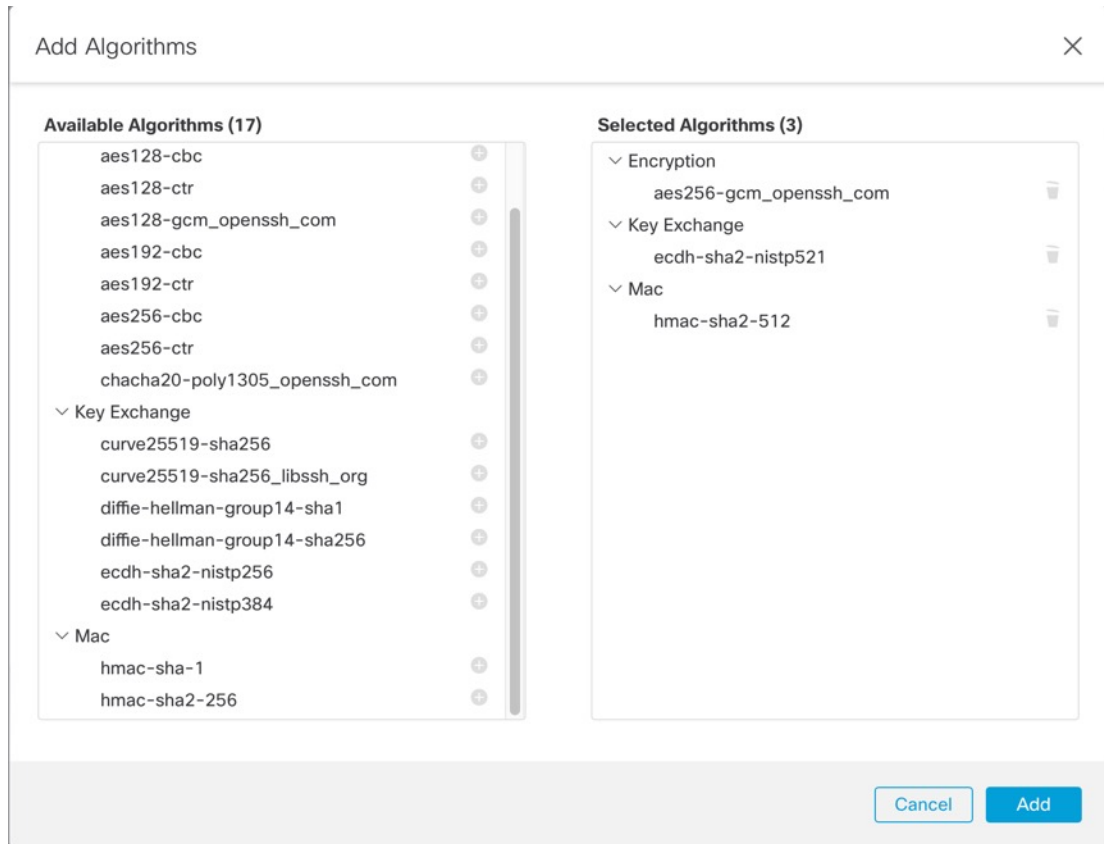 Add Algorithms
Available Algorithms (17)
aes128-cbc
aes128-ctr
aes128-gcm_openssh_com
aes192-cbc
aes192-ctr
aes256-cbc
aes256-ctr
chacha20-poly1305_openssh_com
Key Exchange
curve25519-sha256
curve25519-sha256_libssh_org
diffie-hellman-group14-sha1
diffie-hellman-group14-sha256
ecdh-sha2-nistp256
ecdh-sha2-nistp384
Mac
hmac-sha-1
hmac-sha2-256
Selected Algorithms (3)
Encryption
aes256-gcm_openssh_com
Key Exchange
ecdh-sha2-nistp521
Mac
hmac-sha2-512
Cancel
Add